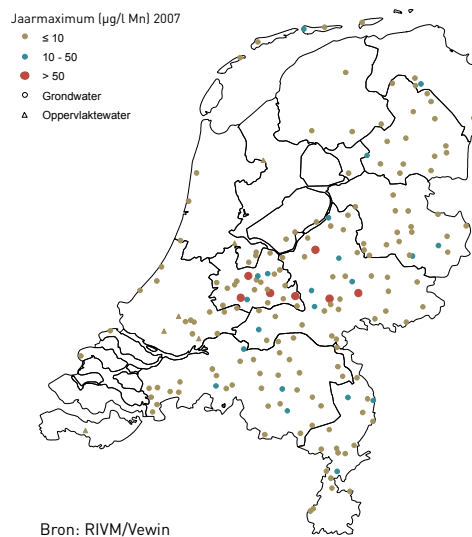 Jaarmaximum (µg/l Mn) 2007
≤ 10
10 - 50
> 50
Grondwater
Oppervlaktewater
Bron: RIVM/Vewin